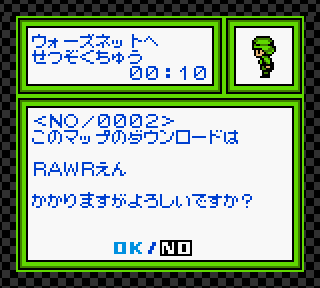 ウォーズネットへ
せつぞくちゅう
00:10
<NO/0002>
このマップのダウンロードは
RAWRえん
かかりますがよろしいですか?
OK/NO